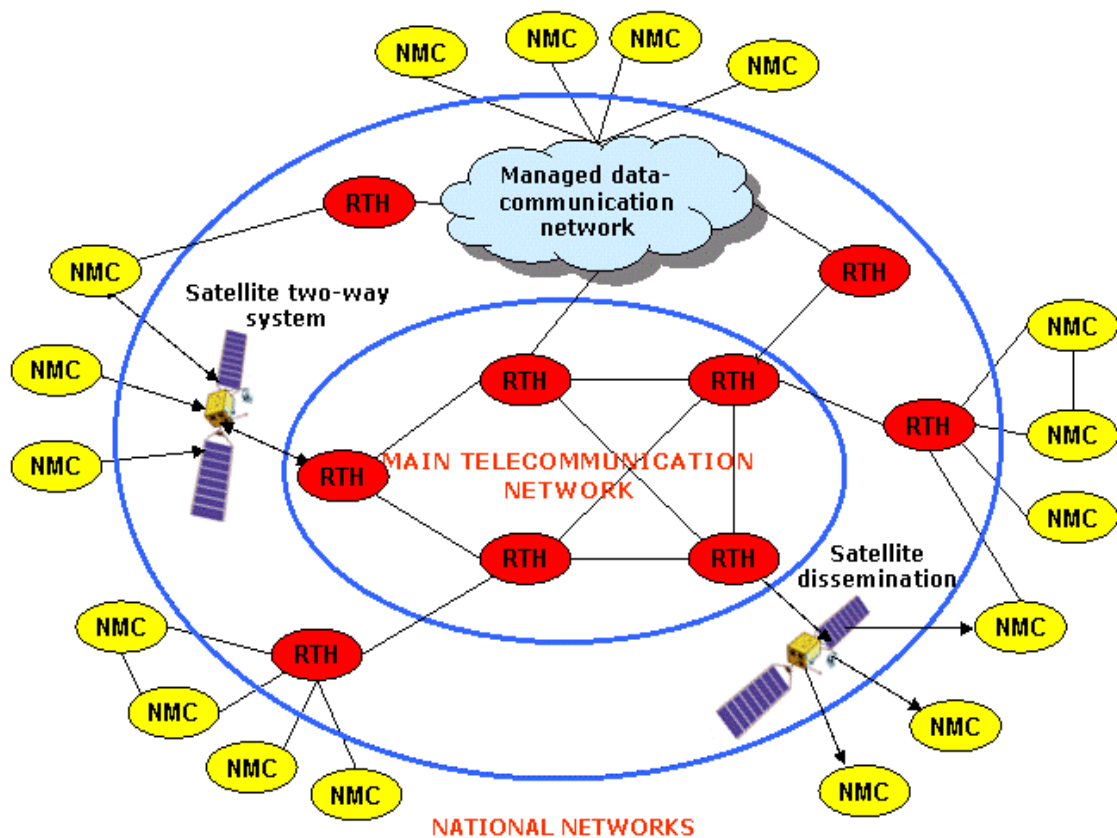 NMC
NMC
NMC
NMC
Managed data-
communication
network
RTH
NMC
RTH
Satellite two-way
system
NMC
NMC
RTH
RTH
RTH
NMC
NMC
RTH
MAIN TELECOMMUNICATION
NETWORK
NMC
RTH
RTH
Satellite
dissemination
NMC
NMC
RTH
NMC
NMC
NMC
NMC
NMC
NATIONAL NETWORKS